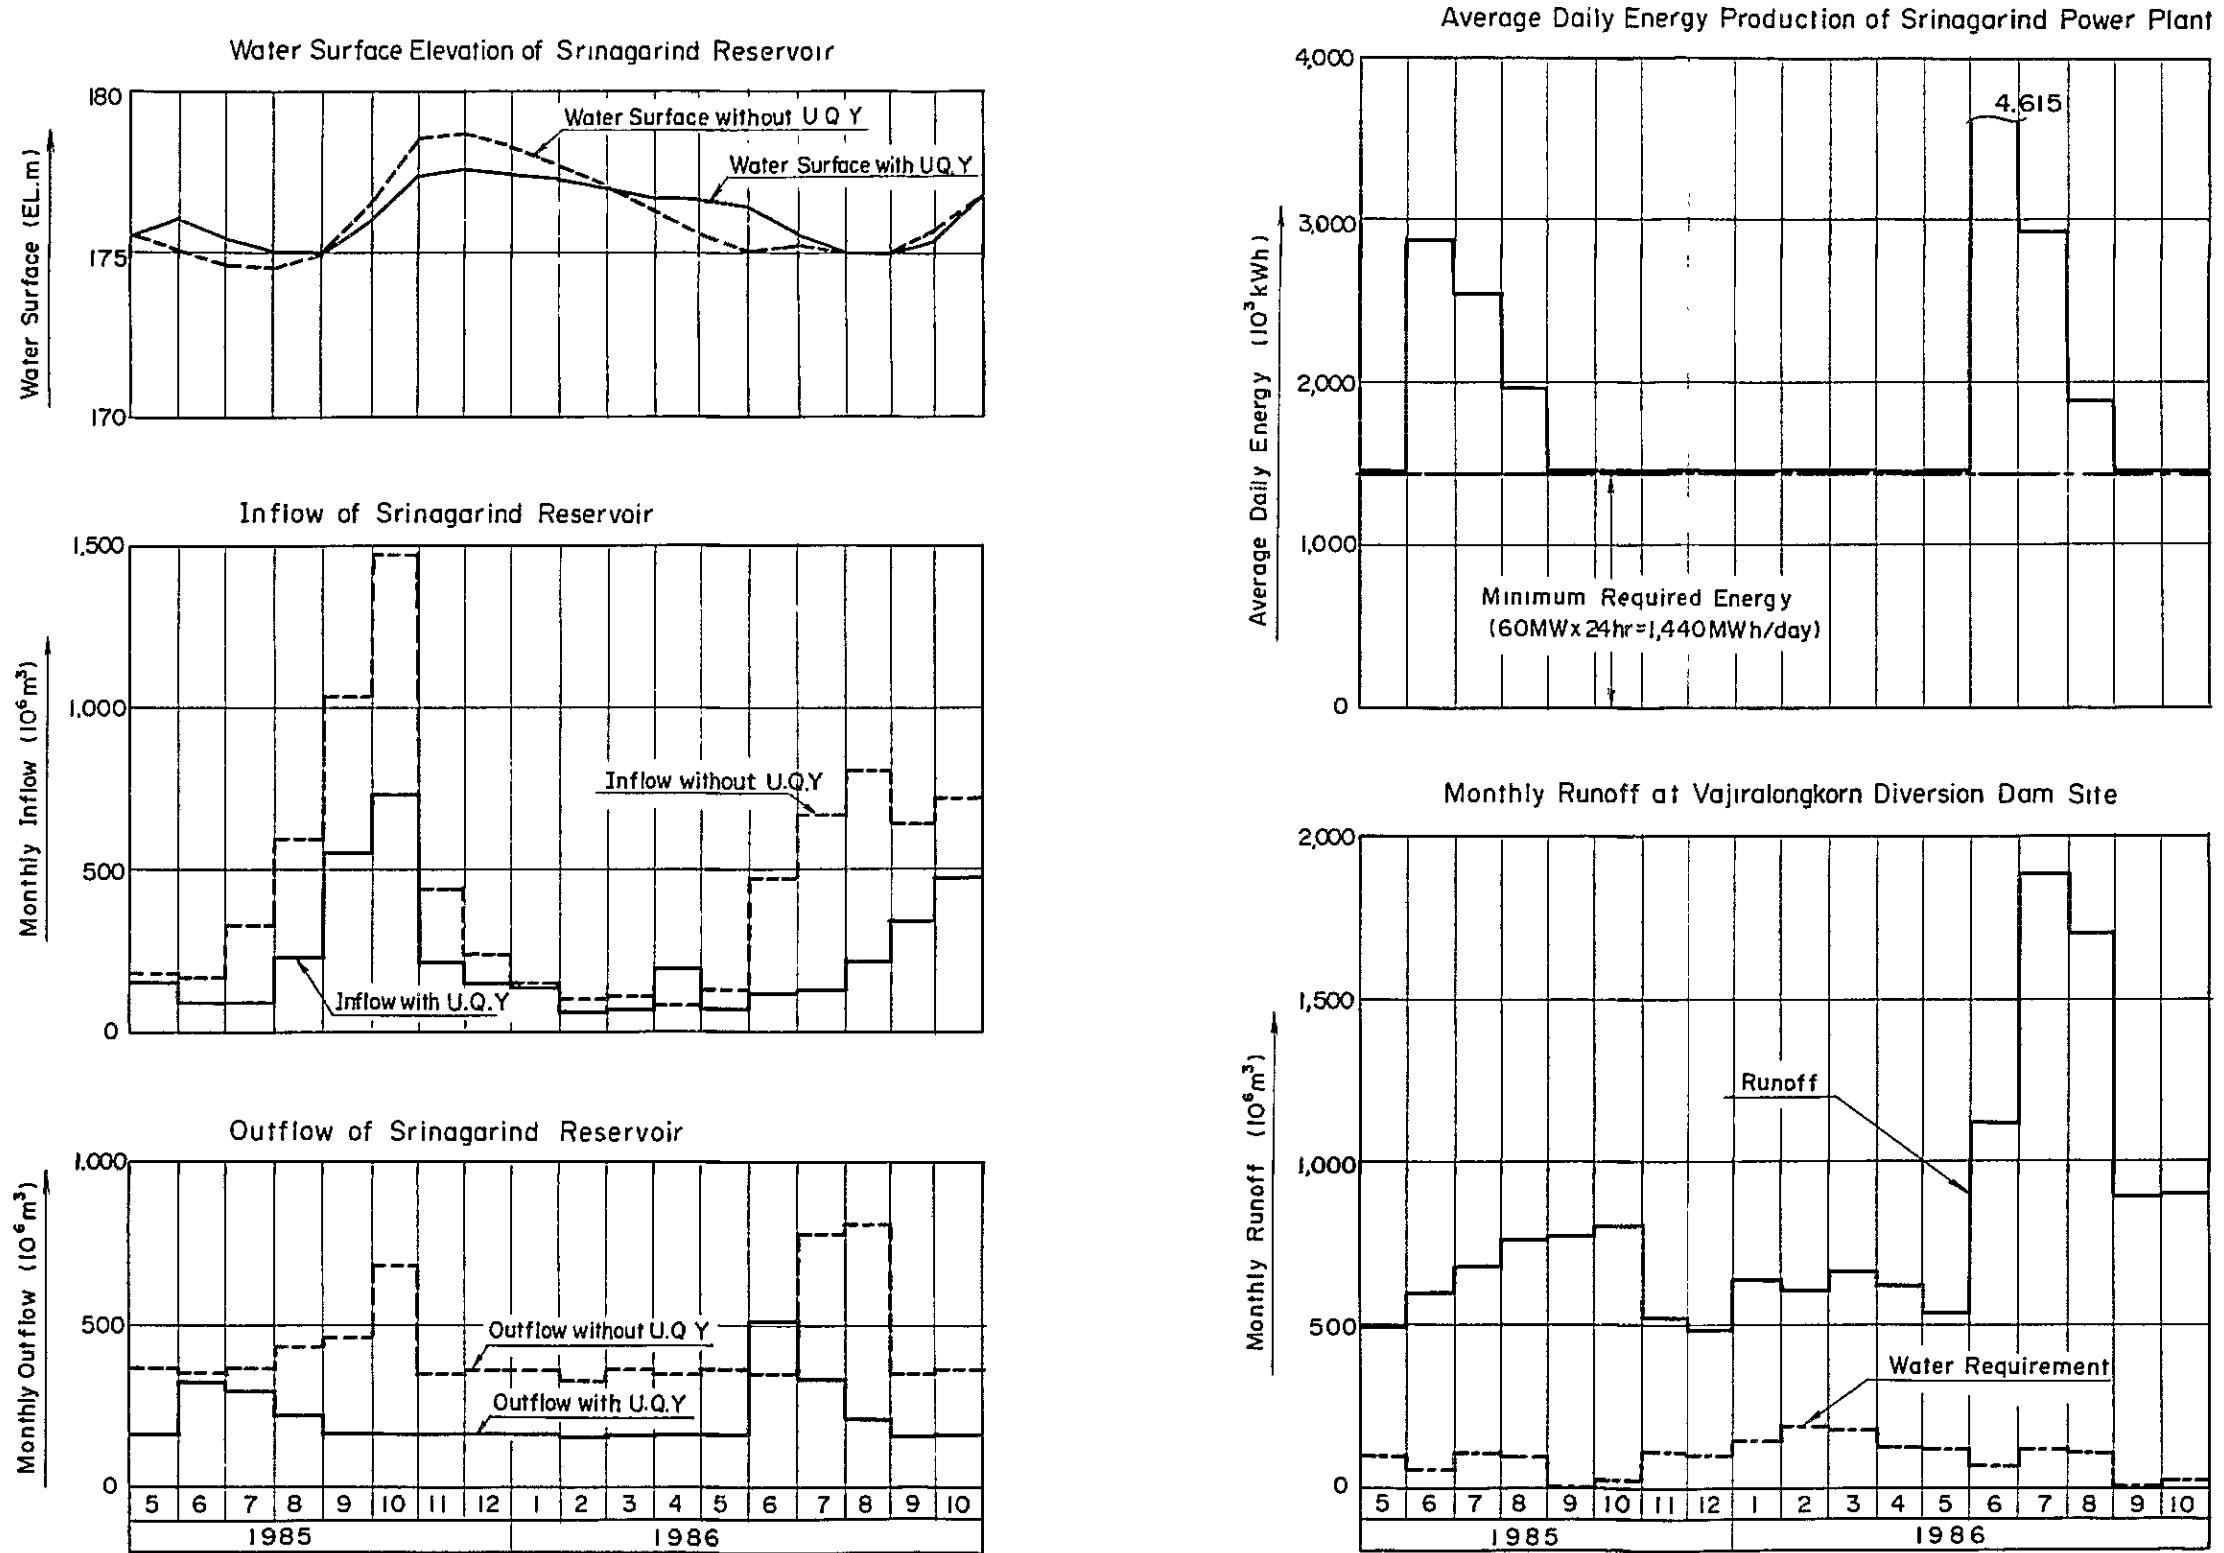 Water Surface Elevation of Srinagarind Reservoir
Water Surface (EL.m)
180
175
170
Water Surface without U Q Y
Water Surface with U.Q.Y
Inflow of Srinagarind Reservoir
Monthly Inflow (10⁶m³)
1,500
1,000
500
0
Inflow without U.Q.Y
Inflow with U.Q.Y
Outflow of Srinagarind Reservoir
Monthly Outflow (10⁶m³)
1.000
500
0
Outflow without U.Q Y
Outflow with U.Q.Y
5 6 7 8 9 10 11 12 1 2 3 4 5 6 7 8 9 10
1985 1986
Average Daily Energy Production of Srinagarind Power Plant
Average Daily Energy (10³kWh)
4,000
3,000
2,000
1,000
0
4.615
Minimum Required Energy
(60MWx24hr=1,440MWh/day)
Monthly Runoff at Vajiralongkorn Diversion Dam Site
Monthly Runoff (10⁶m³)
2,000
1,500
1,000
500
0
Runoff
Water Requirement
5 6 7 8 9 10 11 12 1 2 3 4 5 6 7 8 9 10
1985 1986